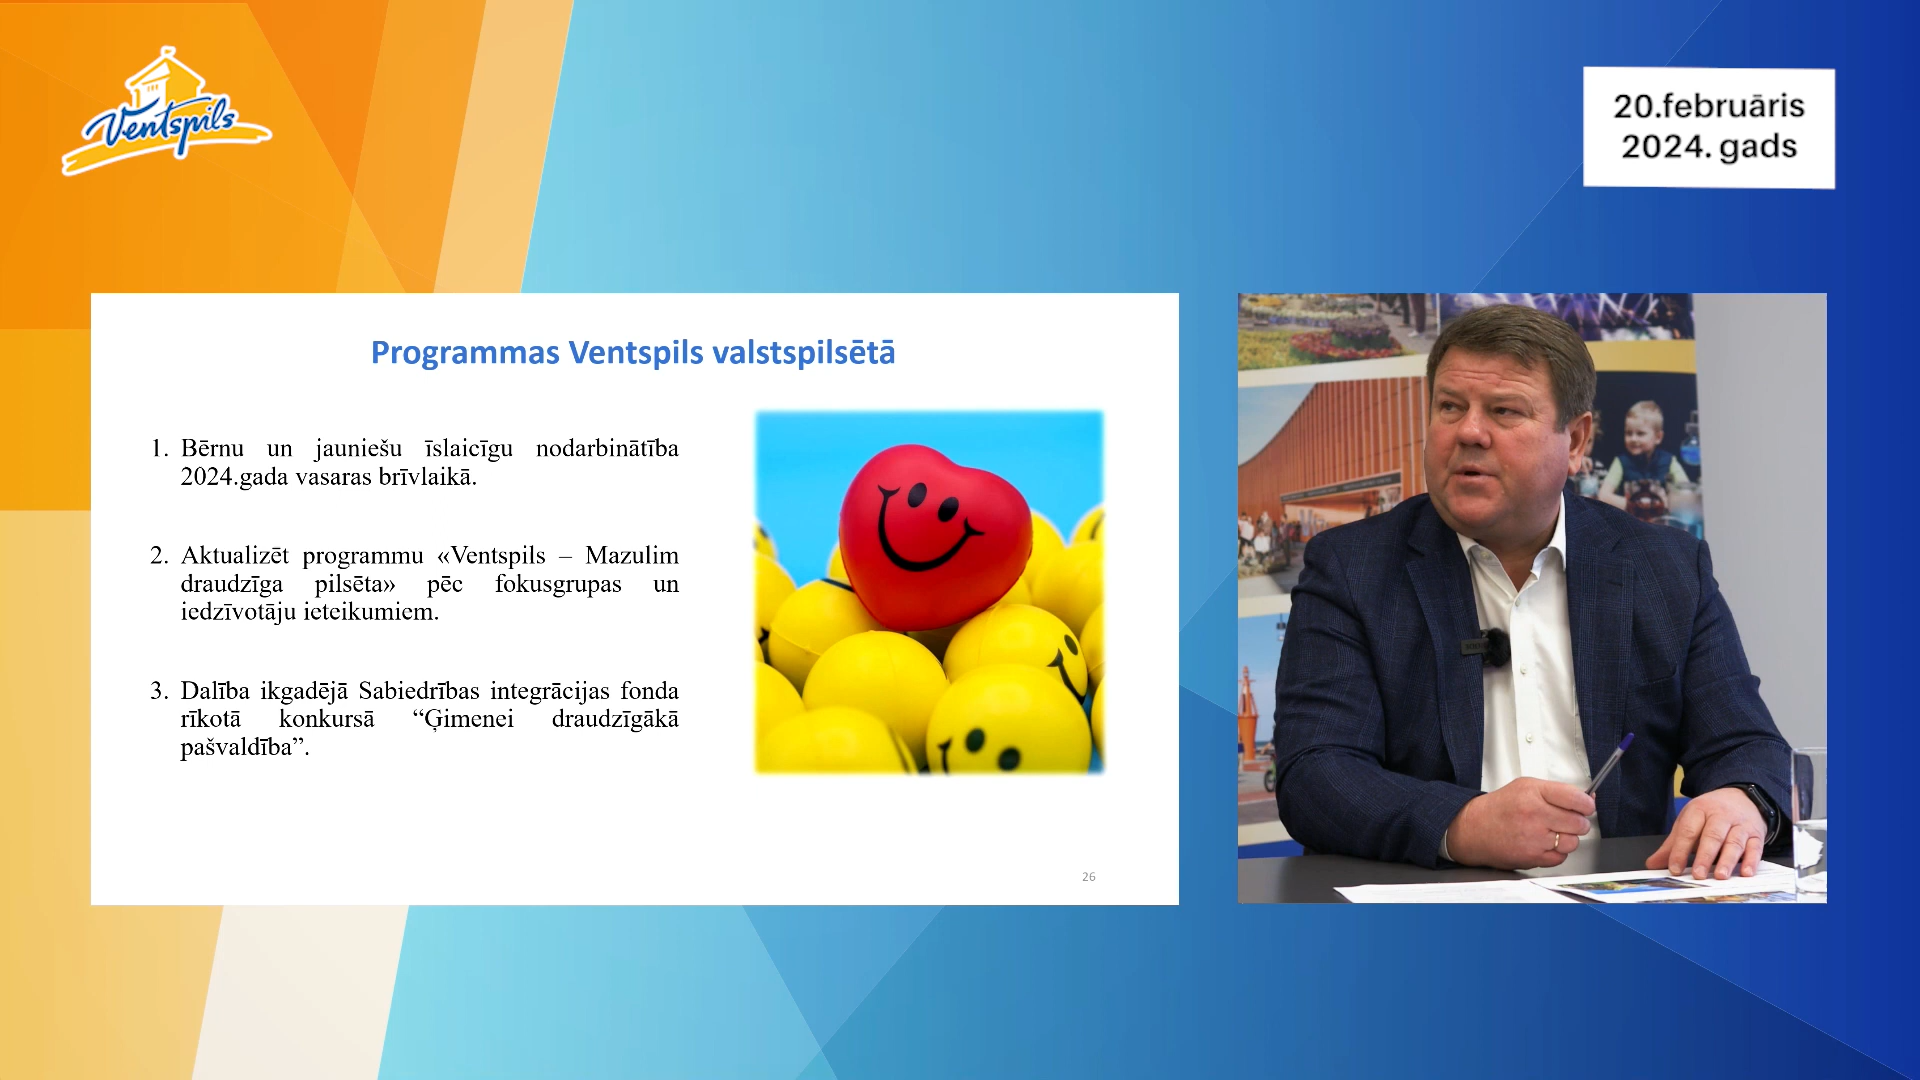 Ventspils
20.februāris
2024. gads
Programmas Ventspils valstspilsētā
1. Bērnu un jauniešu īslaicīgu nodarbinātība
2024.gada vasaras brīvlaikā.
2. Aktualizēt programmu «Ventspils – Mazulim
draudzīga pilsēta» pēc fokusgrupas un
iedzīvotāju ieteikumiem.
3. Dalība ikgadējā Sabiedrības integrācijas fonda
rīkotā konkursā “Ģimenei draudzīgākā
pašvaldība”.
26